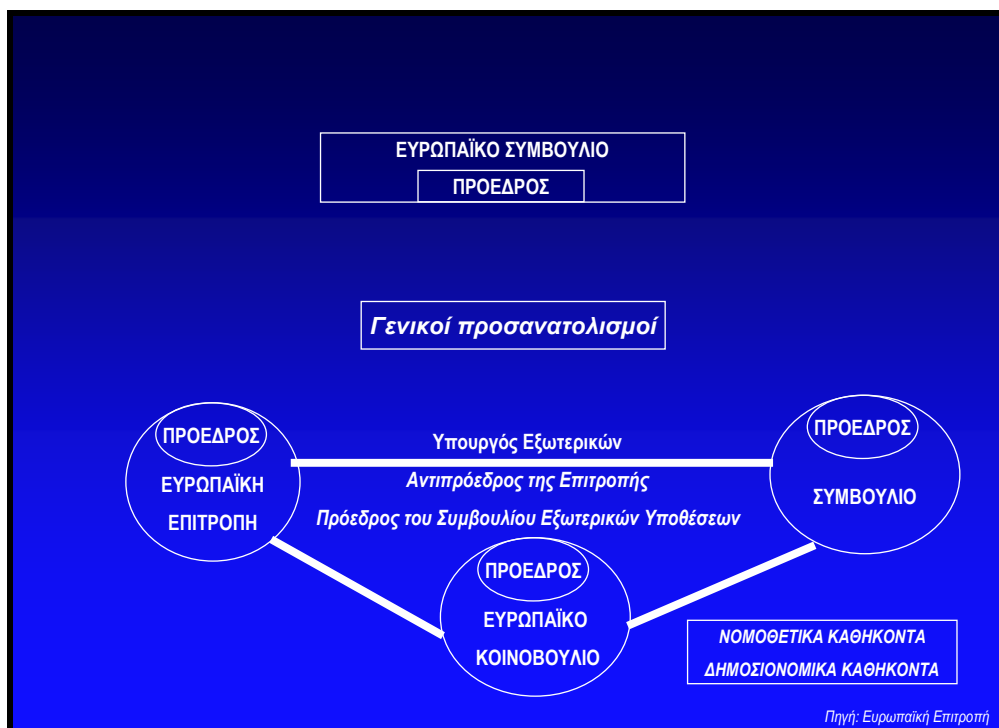 ΕΥΡΩΠΑΪΚΟ ΣΥΜΒΟΥΛΙΟ
ΠΡΟΕΔΡΟΣ
Γενικοί προσανατολισμοί
ΠΡΟΕΔΡΟΣ
ΕΥΡΩΠΑΪΚΗ
ΕΠΙΤΡΟΠΗ
Υπουργός Εξωτερικών
Αντιπρόεδρος της Επιτροπής
Πρόεδρος του Συμβουλίου Εξωτερικών Υποθέσεων
ΠΡΟΕΔΡΟΣ
ΣΥΜΒΟΥΛΙΟ
ΠΡΟΕΔΡΟΣ
ΕΥΡΩΠΑΪΚΟ
ΚΟΙΝΟΒΟΥΛΙΟ
ΝΟΜΟΘΕΤΙΚΑ ΚΑΘΗΚΟΝΤΑ
ΔΗΜΟΣΙΟΝΟΜΙΚΑ ΚΑΘΗΚΟΝΤΑ
Πηγή: Ευρωπαϊκή Επιτροπή